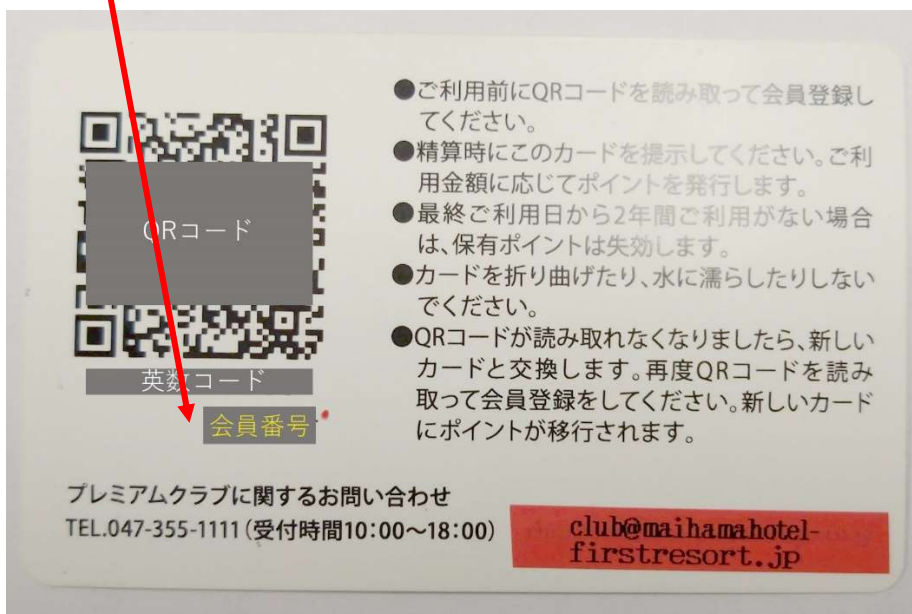 QRコード
英数コード
会員番号
●ご利用前にQRコードを読み取って会員登録し
てください。
●精算時にこのカードを提示してください。ご利
用金額に応じてポイントを発行します。
●最終ご利用日から2年間ご利用がない場合
は、保有ポイントは失効します。
●カードを折り曲げたり、水に濡らしたりしない
でください。
●QRコードが読み取れなくなりましたら、新しい
カードと交換します。再度QRコードを読み
取って会員登録をしてください。新しいカード
にポイントが移行されます。
プレミアムクラブに関するお問い合わせ
TEL.047-355-1111(受付時間10:00〜18:00)
club@maihamahotel-
firstresort.jp